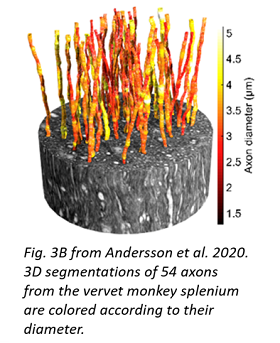 5
4.5
4
3.5
3
2.5
2
1.5
Axon diameter (μm)
Fig. 3B from Andersson et al. 2020.
3D segmentations of 54 axons
from the vervet monkey splenium
are colored according to their
diameter.